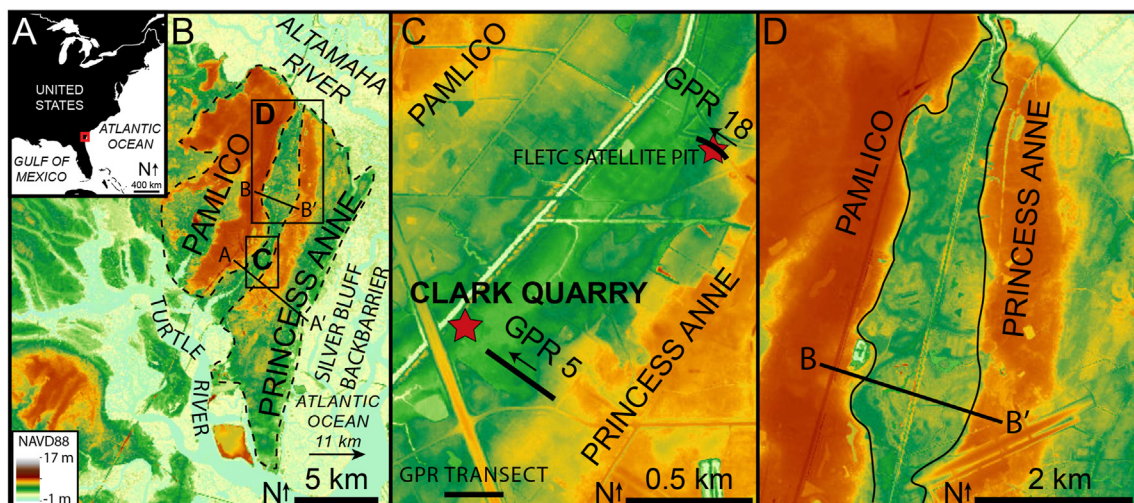 A
UNITED
STATES
ATLANTIC
OCEAN
GULF OF
MEXICO
N↑
400 km
B
ALTAMAHA
RIVER
D
PAMLICO
B
B'
C
A
A'
PRINCESS ANNE
SILVER BLUFF
BACKBARRIER
TURTLE
RIVER
ATLANTIC
OCEAN
11 km
NAVD88
17 m
-1 m
N↑
5 km
C
PAMLICO
GPR 18
FLETC SATELLITE PIT
CLARK QUARRY
GPR 5
PRINCESS ANNE
GPR TRANSECT
N↑
0.5 km
D
PAMLICO
PRINCESS ANNE
B
B'
N↑
2 km